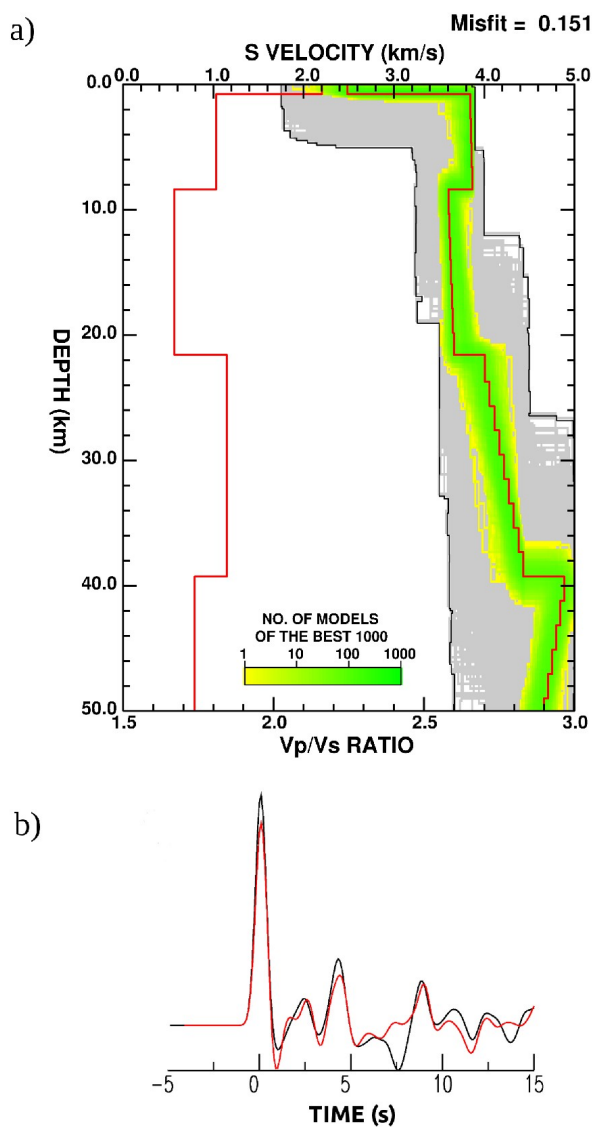 a)
Misfit = 0.151
S VELOCITY (km/s)
0.0 1.0 2.0 3.0 4.0 5.0
0.0
10.0
20.0
30.0
40.0
50.0
DEPTH (km)
NO. OF MODELS
OF THE BEST 1000
1 10 100 1000
1.5 2.0 2.5 3.0
Vp/Vs RATIO
b)
−5 0 5 10 15
TIME (s)